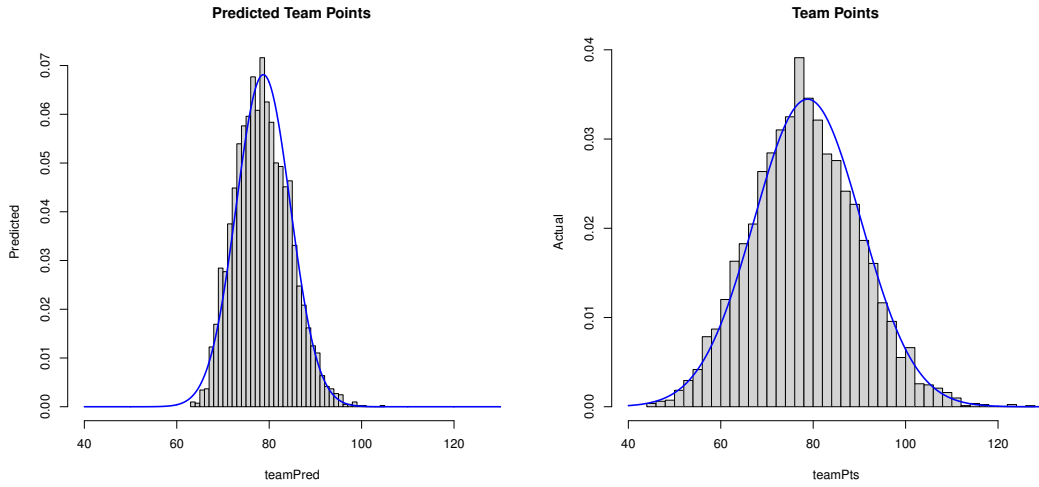 Predicted Team Points
Predicted
0.00 0.01 0.02 0.03 0.04 0.05 0.06 0.07
40 60 80 100 120
teamPred
Team Points
Actual
0.00 0.01 0.02 0.03 0.04
40 60 80 100 120
teamPts